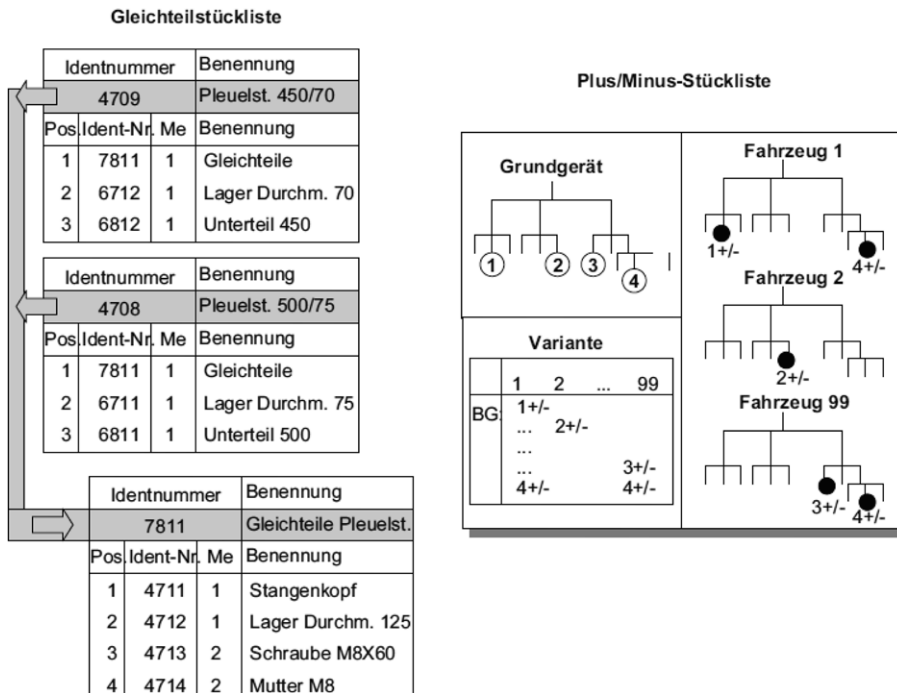 Gleichteilstückliste
Identnummer Benennung
4709 Pleuelst. 450/70
Pos. Ident-Nr. Me Benennung
1 7811 1 Gleichteile
2 6712 1 Lager Durchm. 70
3 6812 1 Unterteil 450
Identnummer Benennung
4708 Pleuelst. 500/75
Pos. Ident-Nr. Me Benennung
1 7811 1 Gleichteile
2 6711 1 Lager Durchm. 75
3 6811 1 Unterteil 500
Identnummer Benennung
7811 Gleichteile Pleuelst.
Pos. Ident-Nr. Me Benennung
1 4711 1 Stangenkopf
2 4712 1 Lager Durchm. 125
3 4713 2 Schraube M8X60
4 4714 2 Mutter M8
Plus/Minus-Stückliste
Grundgerät
1 2 3
4
Variante
1 2 ... 99
BG: 1+/-
... 2+/-
...
... 3+/-
4+/- 4+/-
Fahrzeug 1
1+/-
4+/-
Fahrzeug 2
2+/-
Fahrzeug 99
3+/- 4+/-